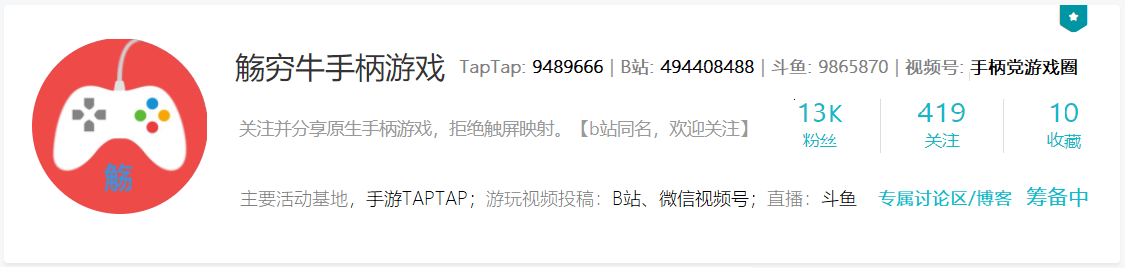 觞穷牛手柄游戏 TapTap: 9489666 | B站: 494408488 | 斗鱼: 9865870 | 视频号: 手柄党游戏圈
关注并分享原生手柄游戏，拒绝触屏映射。【b站同名，欢迎关注】
13K 419 10
粉丝 关注 收藏
觞
主要活动基地，手游TAPTAP；游玩视频投稿：B站、微信视频号；直播：斗鱼 专属讨论区/博客 筹备中